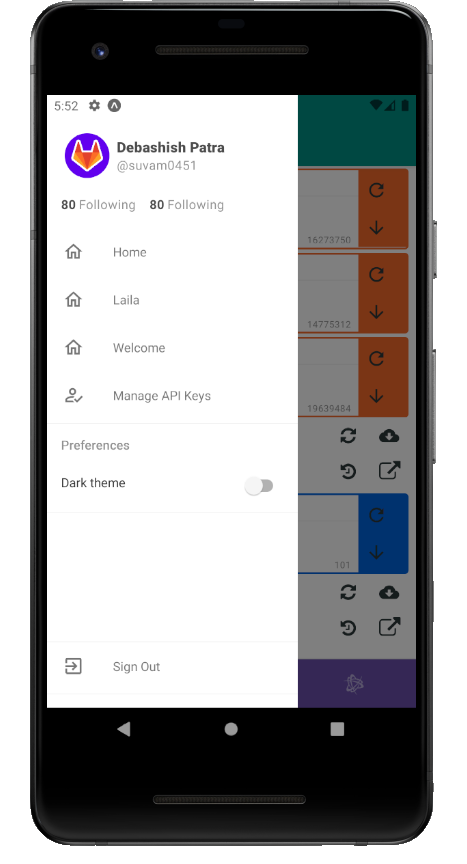 5:52
Debashish Patra
@suvam0451
80 Following 80 Following
Home
Laila
Welcome
Manage API Keys
Preferences
Dark theme
Sign Out
16273750
14775312
19639484
101